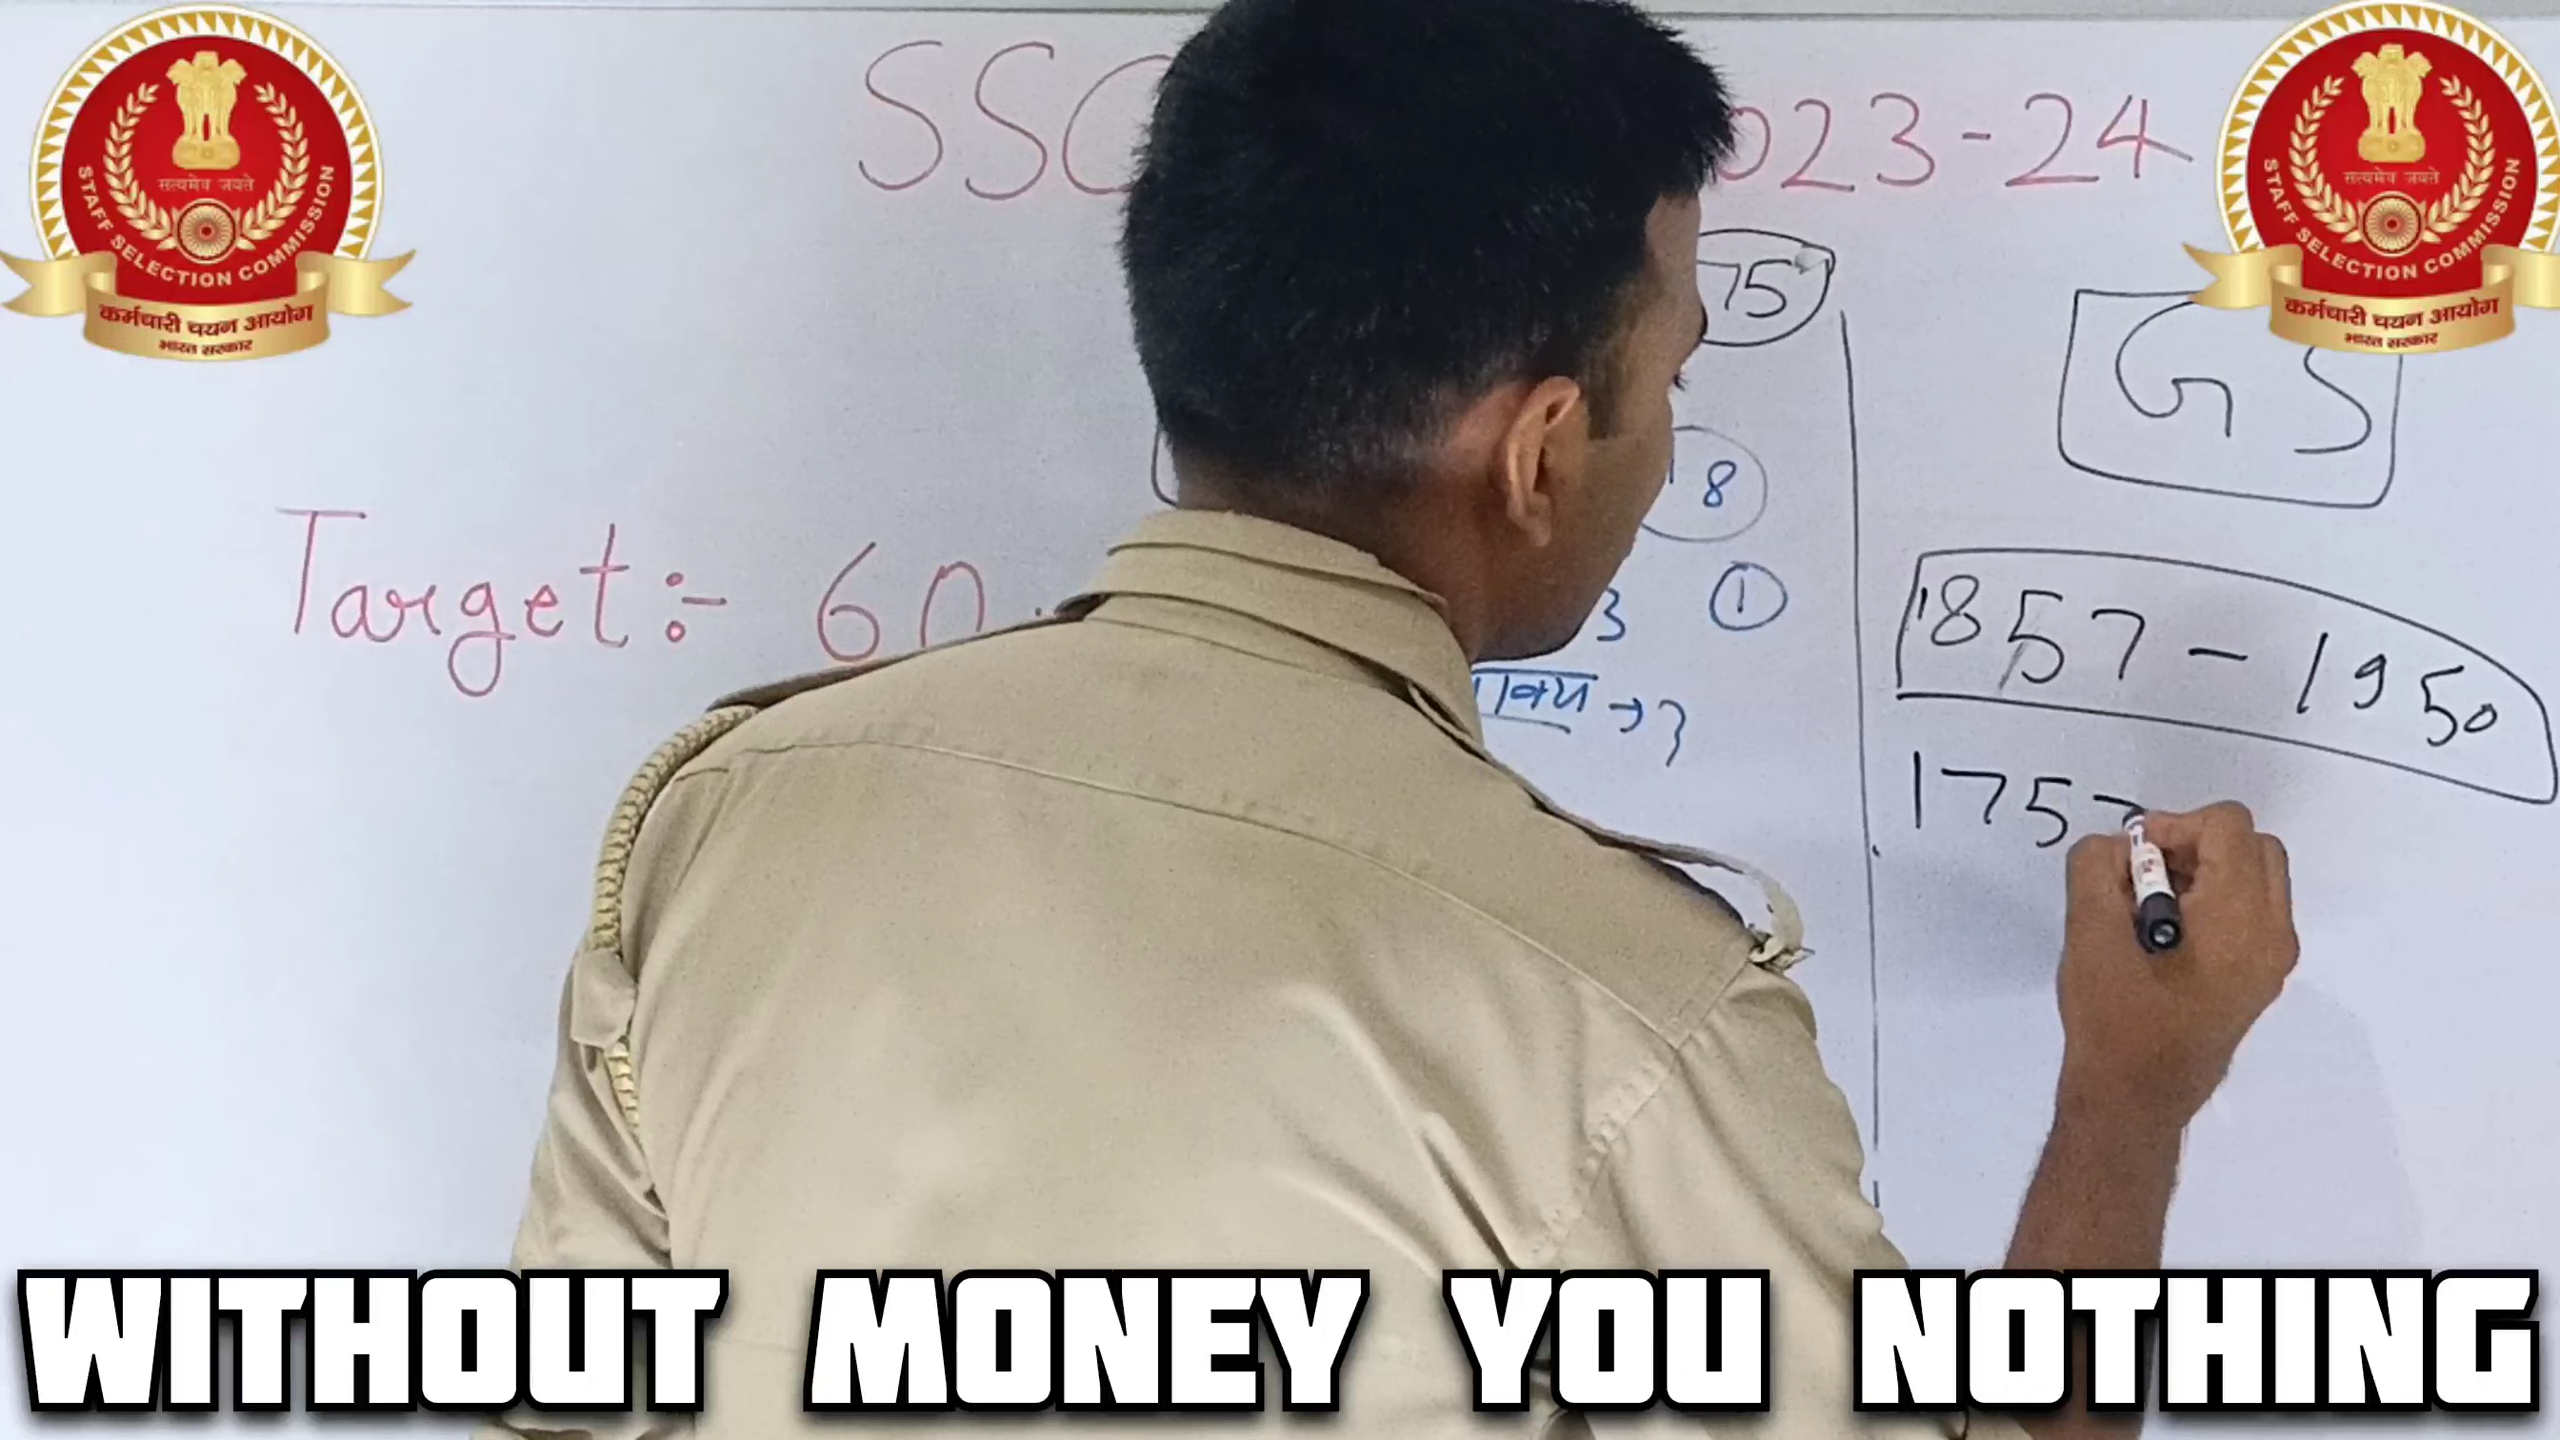 SSC 2023-24
सत्यमेव जयते
STAFF SELECTION COMMISSION
कर्मचारी चयन आयोग
भारत सरकार
सत्यमेव जयते
STAFF SELECTION COMMISSION
कर्मचारी चयन आयोग
भारत सरकार
75
GS
8
Target:- 60
3 1
1857 - 1950
1757
WITHOUT MONEY YOU NOTHING